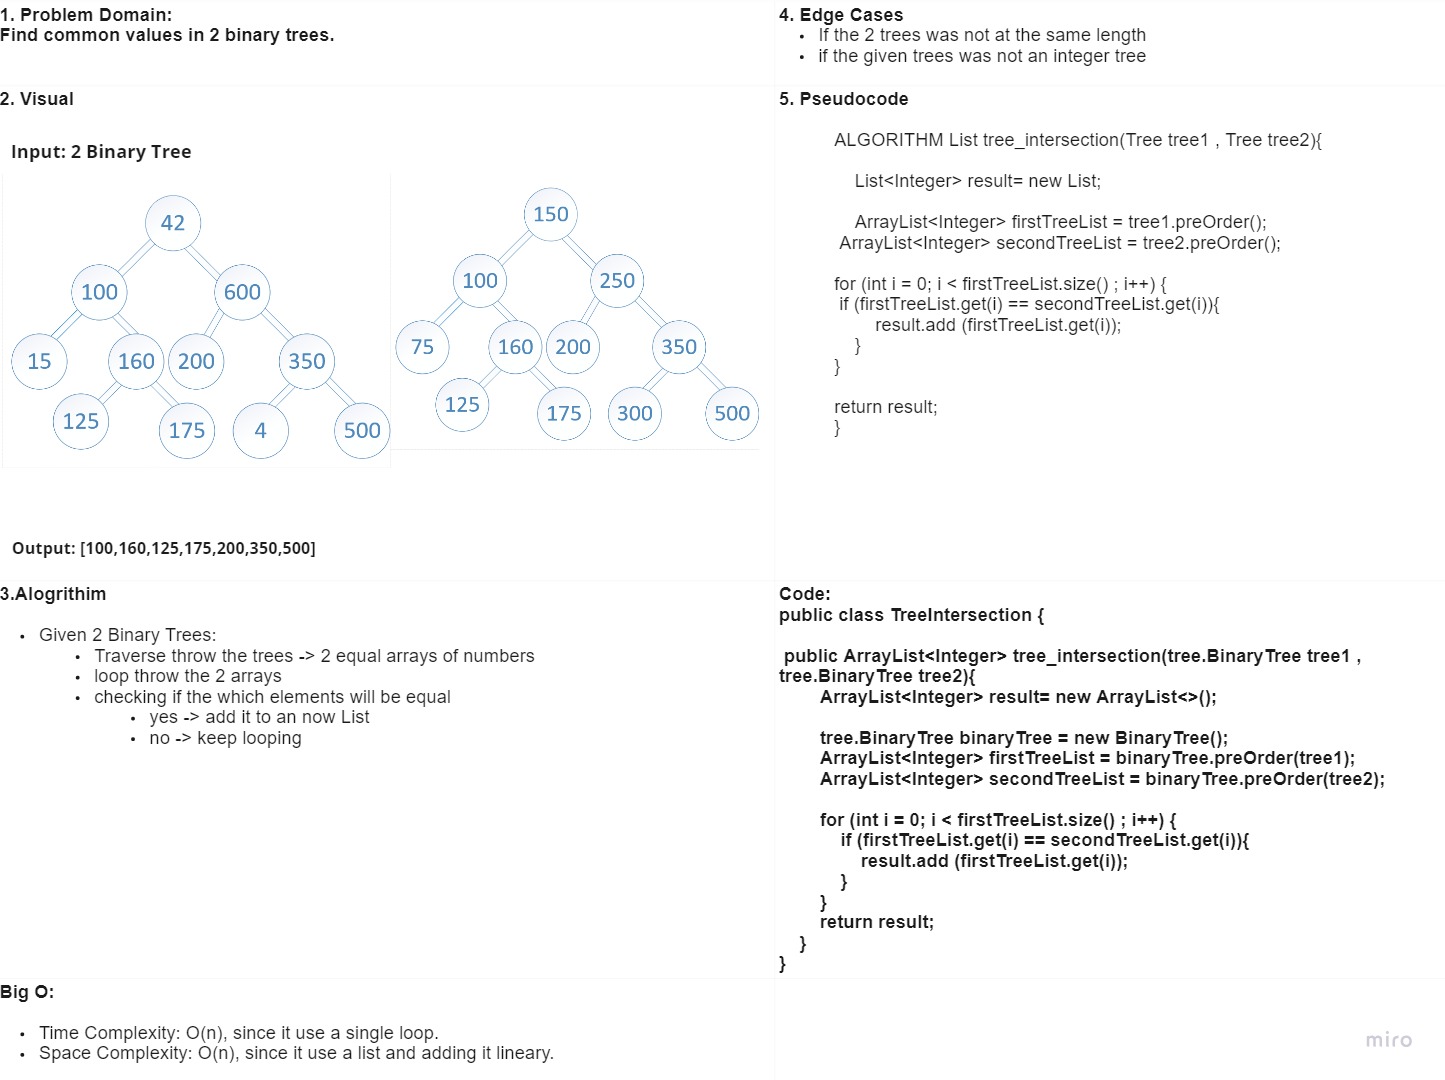 1. Problem Domain:
Find common values in 2 binary trees.
2. Visual
Input: 2 Binary Tree
42
100
600
15
160
200
350
125
175
4
500
150
100
250
75
160
200
350
125
175
300
500
Output: [100,160,125,175,200,350,500]
3.Alogrithim
• Given 2 Binary Trees:
• Traverse throw the trees -> 2 equal arrays of numbers
• loop throw the 2 arrays
• checking if the which elements will be equal
• yes -> add it to an now List
• no -> keep looping
Big O:
• Time Complexity: O(n), since it use a single loop.
• Space Complexity: O(n), since it use a list and adding it lineary.
4. Edge Cases
• If the 2 trees was not at the same length
• if the given trees was not an integer tree
5. Pseudocode
ALGORITHM List tree_intersection(Tree tree1 , Tree tree2){
List<Integer> result= new List;
ArrayList<Integer> firstTreeList = tree1.preOrder();
ArrayList<Integer> secondTreeList = tree2.preOrder();
for (int i = 0; i < firstTreeList.size() ; i++) {
if (firstTreeList.get(i) == secondTreeList.get(i)){
result.add (firstTreeList.get(i));
}
}
return result;
}
Code:
public class TreeIntersection {
public ArrayList<Integer> tree_intersection(tree.BinaryTree tree1 ,
tree.BinaryTree tree2){
ArrayList<Integer> result= new ArrayList<>();
tree.BinaryTree binaryTree = new BinaryTree();
ArrayList<Integer> firstTreeList = binaryTree.preOrder(tree1);
ArrayList<Integer> secondTreeList = binaryTree.preOrder(tree2);
for (int i = 0; i < firstTreeList.size() ; i++) {
if (firstTreeList.get(i) == secondTreeList.get(i)){
result.add (firstTreeList.get(i));
}
}
return result;
}
}
miro